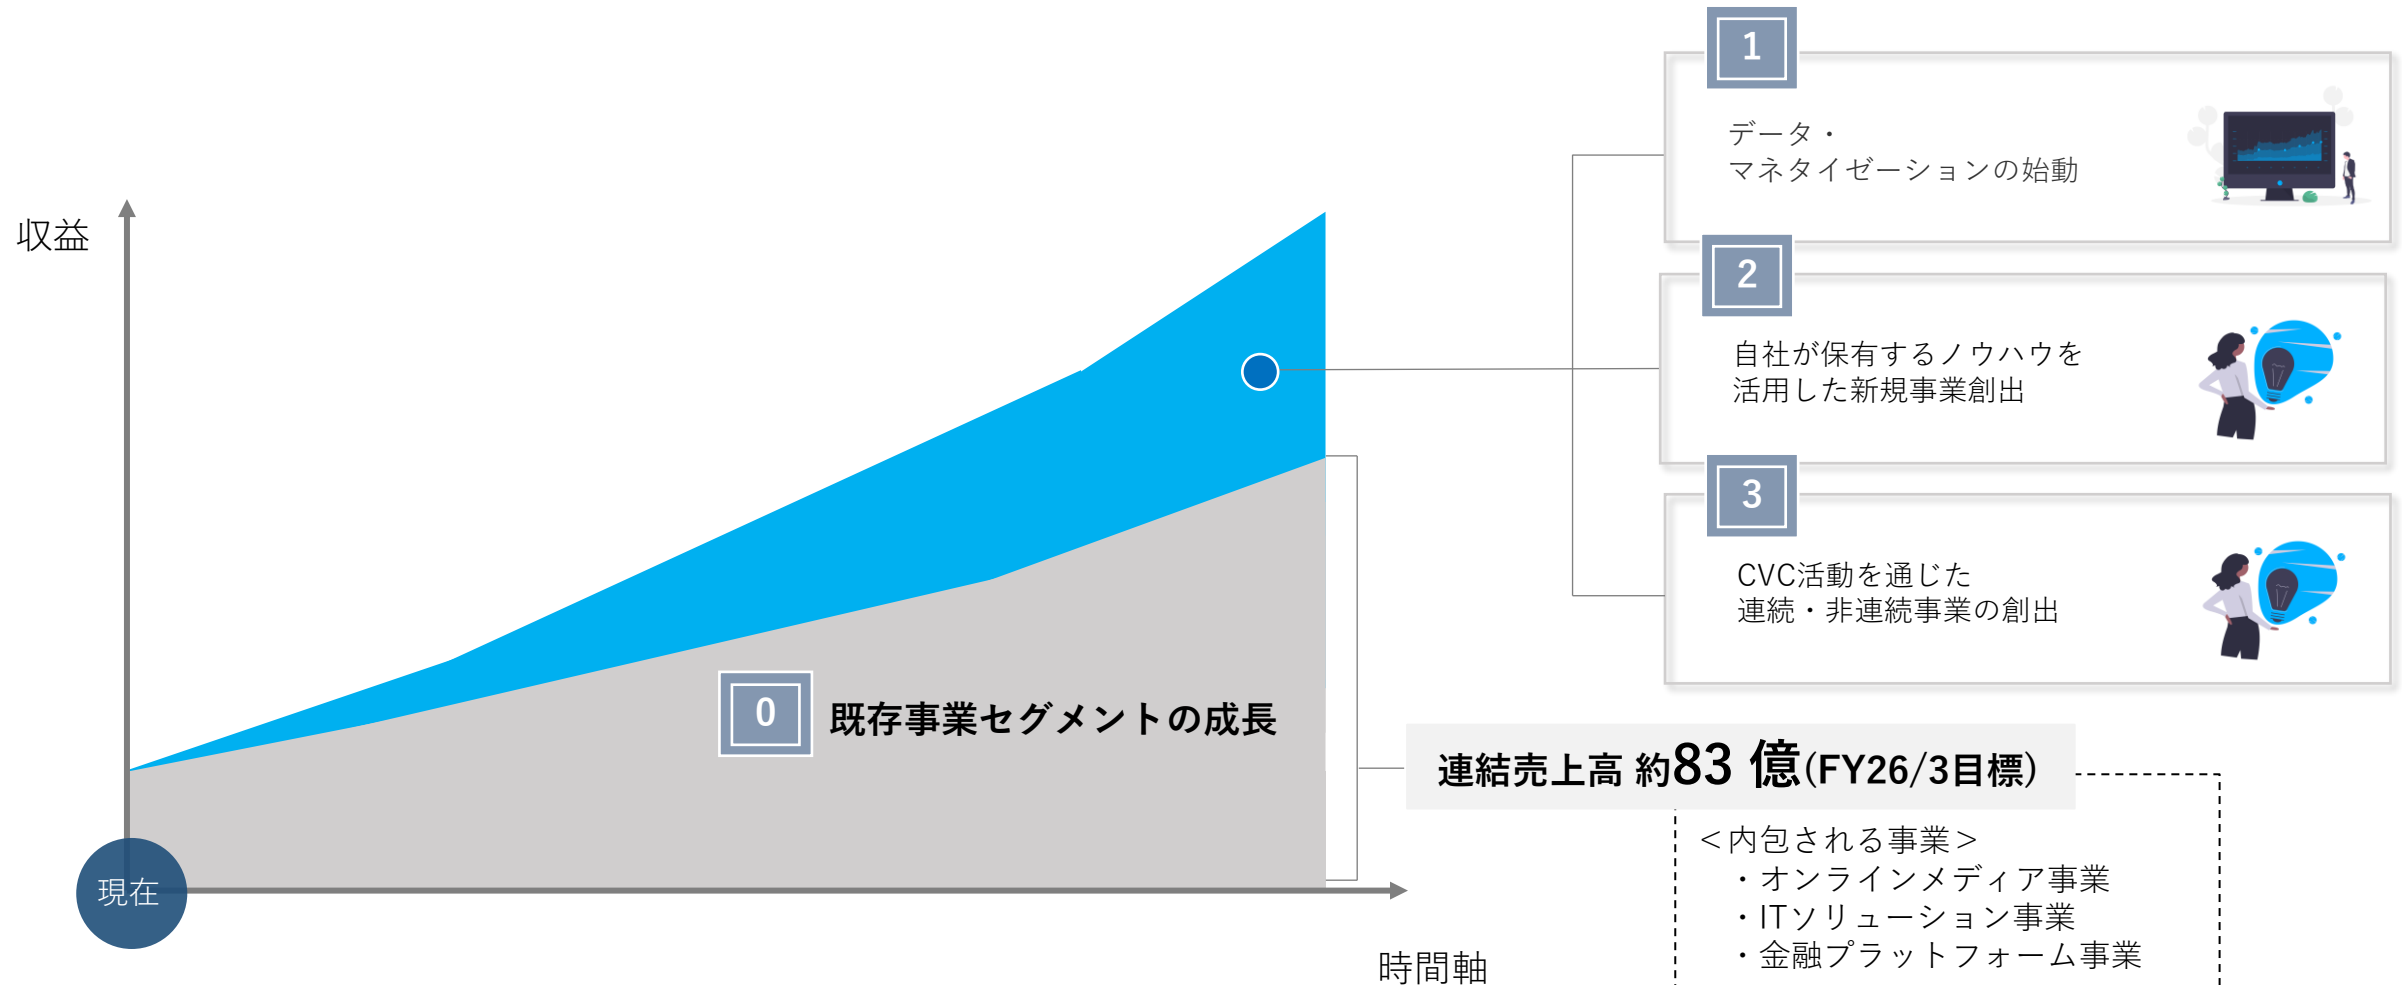 収益
現在
時間軸
0
既存事業セグメントの成長
1
データ・
マネタイゼーションの始動
2
自社が保有するノウハウを
活用した新規事業創出
3
CVC活動を通じた
連続・非連続事業の創出
連結売上高 約83 億(FY26/3目標)
＜内包される事業＞
・オンラインメディア事業
・ITソリューション事業
・金融プラットフォーム事業